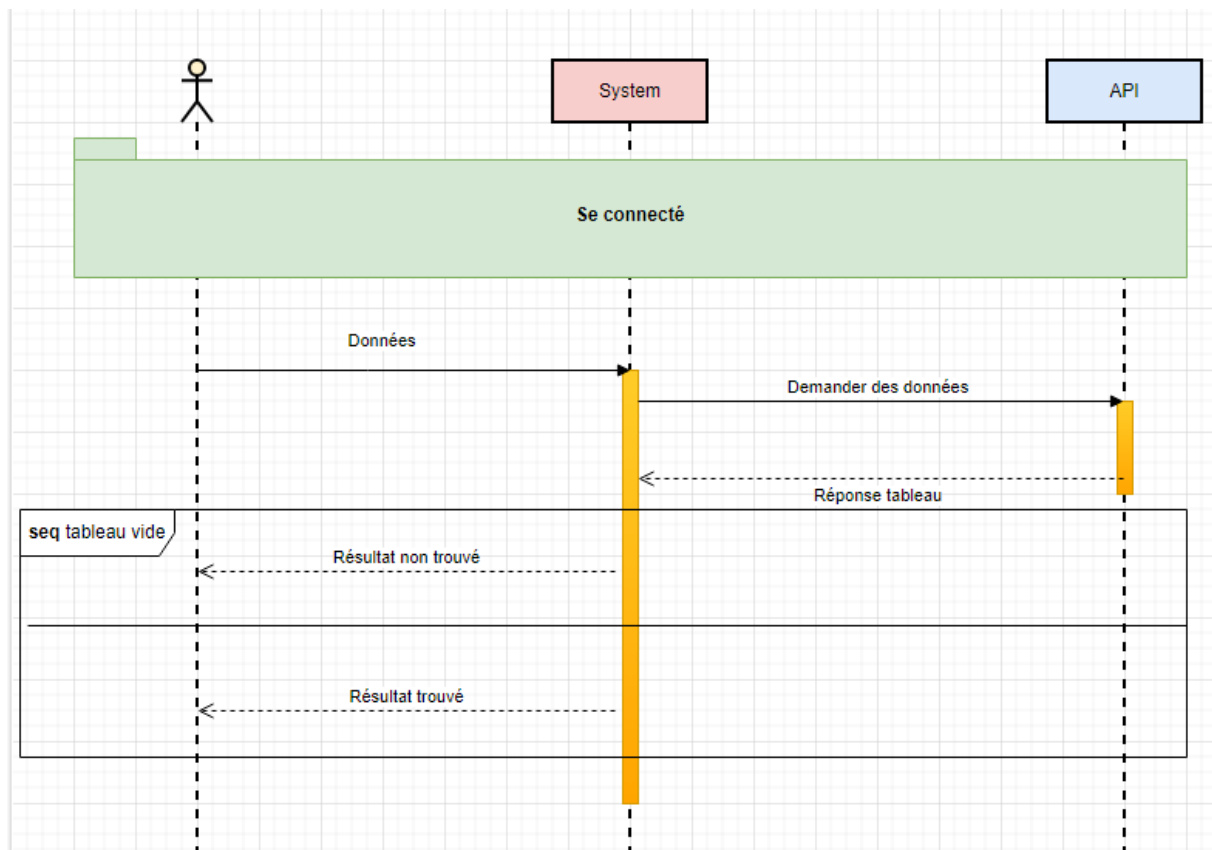 System
API
Se connecté
Données
Demander des données
Réponse tableau
seq tableau vide
Résultat non trouvé
Résultat trouvé